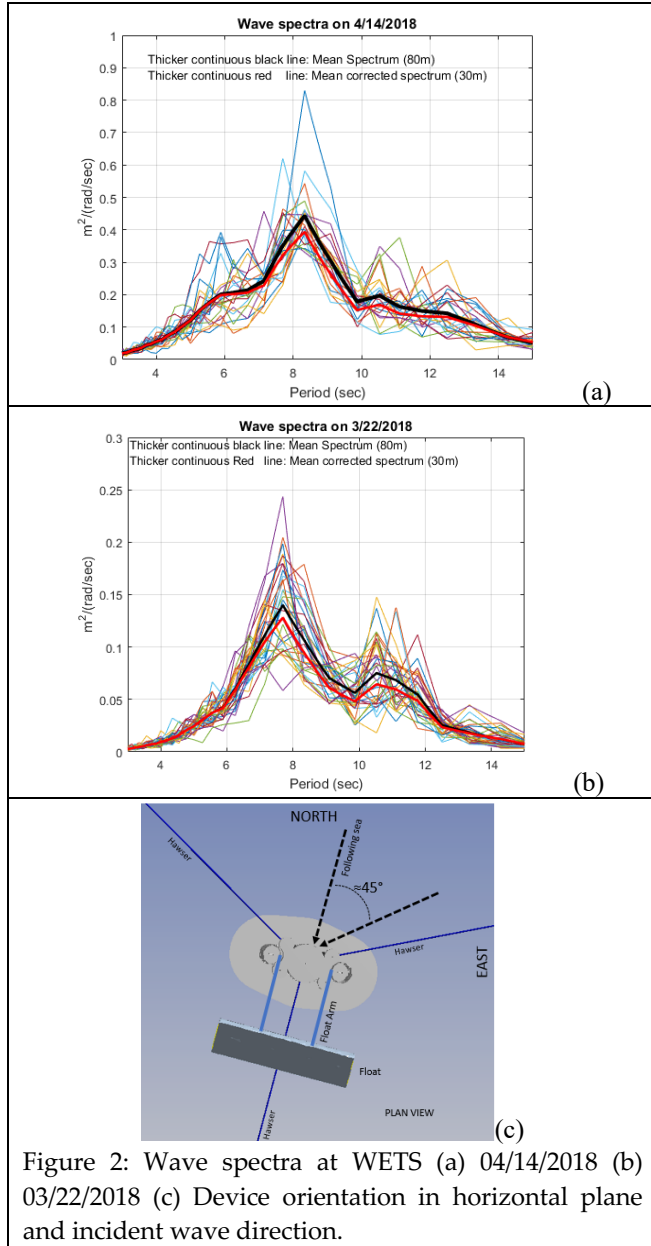 Wave spectra on 4/14/2018
Thicker continuous black line: Mean Spectrum (80m)
Thicker continuous red line: Mean corrected spectrum (30m)
1
0.9
0.8
0.7
0.6
0.5
0.4
0.3
0.2
0.1
0
m²/(rad/sec)
4 6 8 10 12 14
Period (sec)
(a)
Wave spectra on 3/22/2018
Thicker continuous black line: Mean Spectrum (80m)
Thicker continuous Red line: Mean corrected spectrum (30m)
0.3
0.25
0.2
0.15
0.1
0.05
0
m²/(rad/sec)
4 6 8 10 12 14
Period (sec)
(b)
NORTH
Hawser
Following sea
≈45°
Hawser
EAST
Float Arm
Float
Hawser
PLAN VIEW
(c)
Figure 2: Wave spectra at WETS (a) 04/14/2018 (b)
03/22/2018 (c) Device orientation in horizontal plane
and incident wave direction.